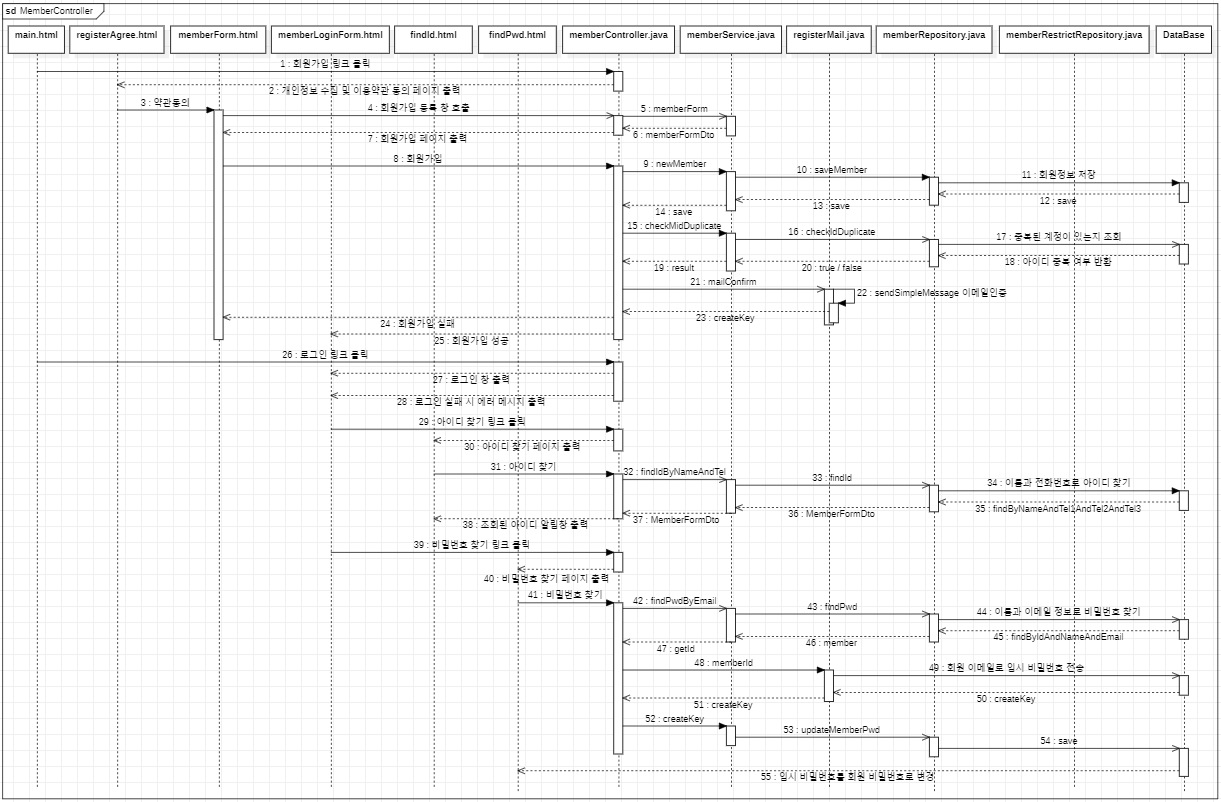 sd MemberController
main.html
registerAgree.html
memberForm.html
memberLoginForm.html
findId.html
findPwd.html
memberController.java
memberService.java
registerMail.java
memberRepository.java
memberRestrictRepository.java
DataBase
1 : 회원가입 링크 클릭
2 : 개인정보 수집 및 이용약관 동의 페이지 출력
3 : 약관동의
4 : 회원가입 등록 창 호출
5 : memberForm
6 : memberFormDto
7 : 회원가입 페이지 출력
8 : 회원가입
9 : newMember
10 : saveMember
11 : 회원정보 저장
12 : save
13 : save
14 : save
15 : checkMidDuplicate
16 : checkIdDuplicate
17 : 중복된 계정이 있는지 조회
18 : 아이디 중복 여부 반환
19 : result
20 : true / false
21 : mailConfirm
22 : sendSimpleMessage 이메일인증
23 : createKey
24 : 회원가입 실패
25 : 회원가입 성공
26 : 로그인 링크 클릭
27 : 로그인 창 출력
28 : 로그인 실패 시 에러 메시지 출력
29 : 아이디 찾기 링크 클릭
30 : 아이디 찾기 페이지 출력
31 : 아이디 찾기
32 : findIdByNameAndTel
33 : findId
34 : 이름과 전화번호로 아이디 찾기
35 : findByNameAndTel1AndTel2AndTel3
36 : MemberFormDto
37 : MemberFormDto
38 : 조회된 아이디 알림창 출력
39 : 비밀번호 찾기 링크 클릭
40 : 비밀번호 찾기 페이지 출력
41 : 비밀번호 찾기
42 : findPwdByEmail
43 : findPwd
44 : 이름과 이메일 정보로 비밀번호 찾기
45 : findByIdAndNameAndEmail
46 : member
47 : getId
48 : memberId
49 : 회원 이메일로 임시 비밀번호 전송
50 : createKey
51 : createKey
52 : createKey
53 : updateMemberPwd
54 : save
55 : 임시 비밀번호를 회원 비밀번호로 변경